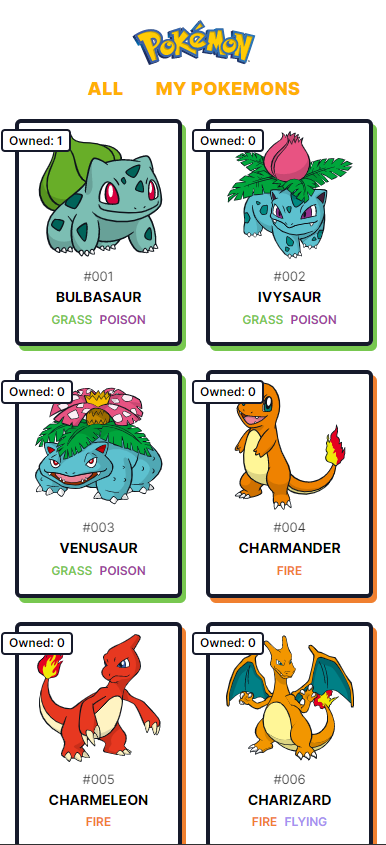 Pokémon
ALL MY POKEMONS
Owned: 1
#001
BULBASAUR
GRASS POISON
Owned: 0
#002
IVYSAUR
GRASS POISON
Owned: 0
#003
VENUSAUR
GRASS POISON
Owned: 0
#004
CHARMANDER
FIRE
Owned: 0
#005
CHARMELEON
FIRE
Owned: 0
#006
CHARIZARD
FIRE FLYING